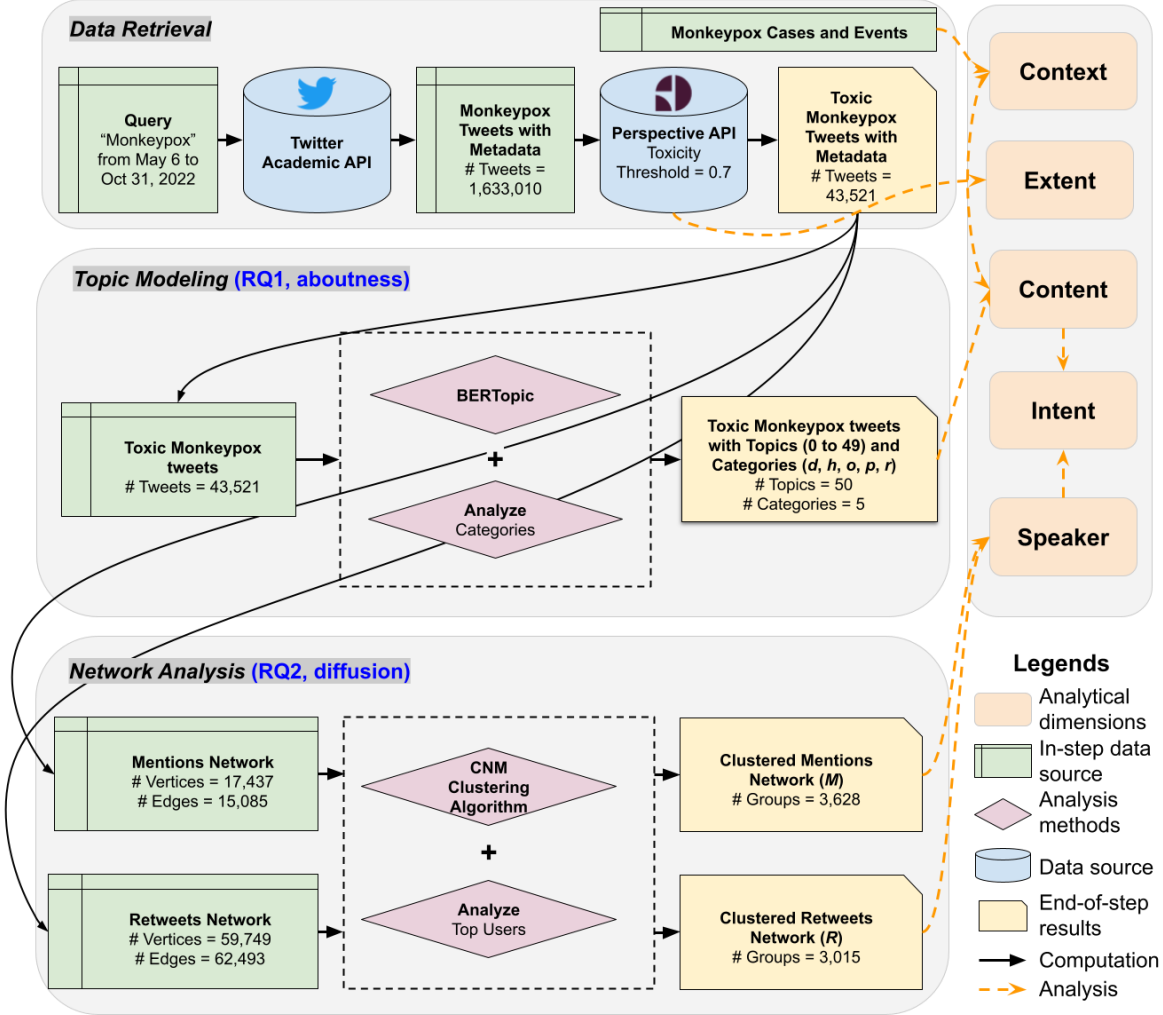 Data Retrieval
Monkeypox Cases and Events
Query
“Monkeypox”
from May 6 to
Oct 31, 2022
Twitter
Academic API
Monkeypox
Tweets with
Metadata
# Tweets =
1,633,010
Perspective API
Toxicity
Threshold = 0.7
Toxic
Monkeypox
Tweets with
Metadata
# Tweets =
43,521
Context
Extent
Content
Intent
Speaker
Topic Modeling (RQ1, aboutness)
Toxic Monkeypox
tweets
# Tweets = 43,521
BERTopic
+
Analyze
Categories
Toxic Monkeypox tweets
with Topics (0 to 49) and
Categories (d, h, o, p, r)
# Topics = 50
# Categories = 5
Network Analysis (RQ2, diffusion)
Mentions Network
# Vertices = 17,437
# Edges = 15,085
Retweets Network
# Vertices = 59,749
# Edges = 62,493
CNM
Clustering
Algorithm
+
Analyze
Top Users
Clustered Mentions
Network (M)
# Groups = 3,628
Clustered Retweets
Network (R)
# Groups = 3,015
Legends
Analytical
dimensions
In-step data
source
Analysis
methods
Data source
End-of-step
results
Computation
Analysis